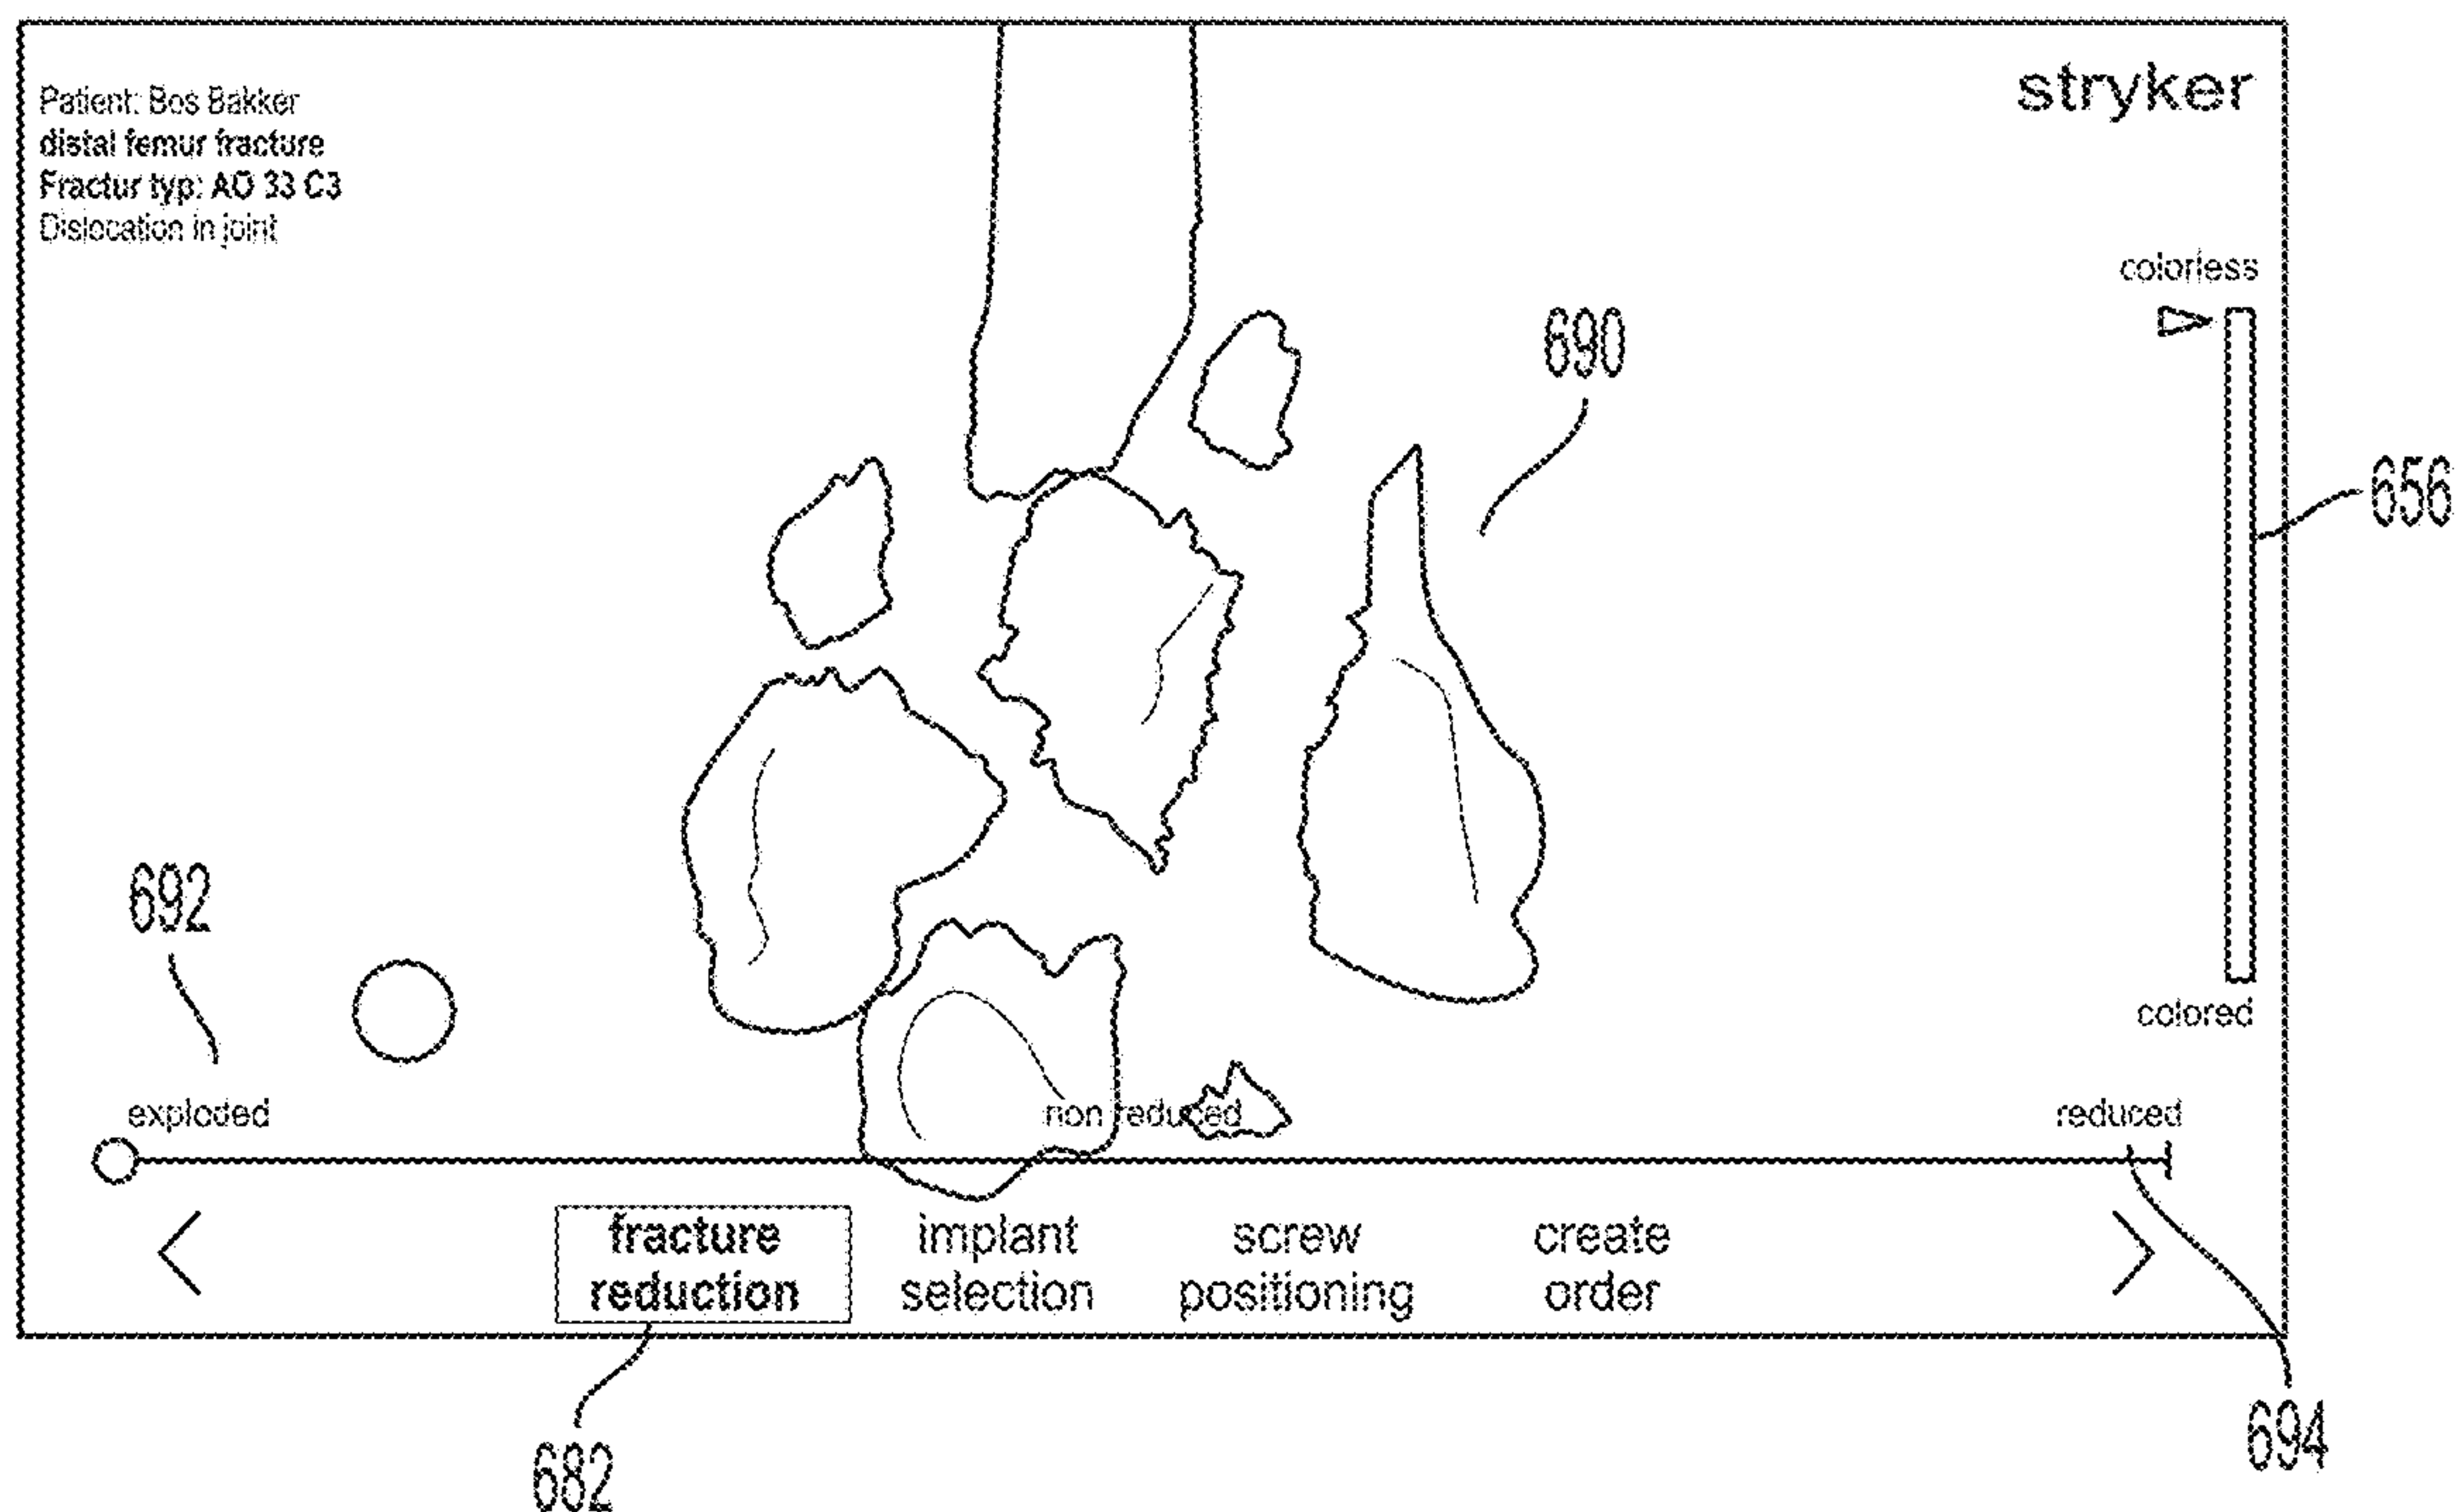 Patient: Bos Bakker
distal femur fracture
Fractur typ: AO 33 C3
Dislocation in joint
stryker
colorless
690
656
692
colored
exploded
non reduced
reduced
fracture
reduction
implant
selection
screw
positioning
create
order
682
694